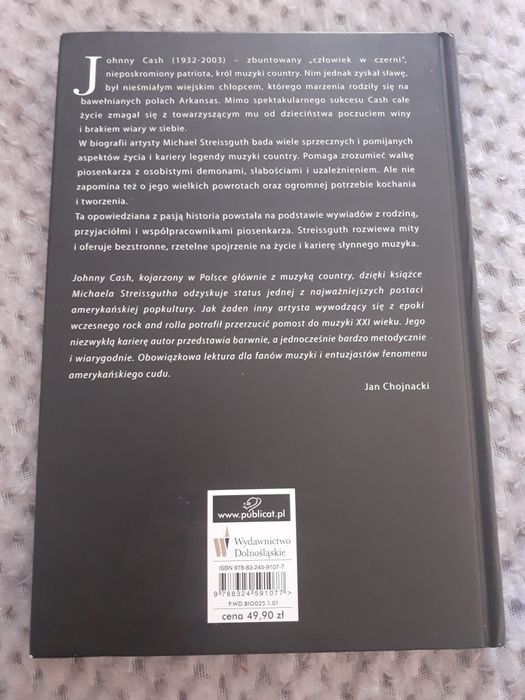 Johnny Cash (1932-2003) – zbuntowany „człowiek w czerni”,
nieposkromiony patriota, król muzyki country. Nim jednak zyskał sławę,
był nieśmiałym wiejskim chłopcem, którego marzenia rodziły się na
bawełnianych polach Arkansas. Mimo spektakularnego sukcesu Cash całe
życie zmagał się z towarzyszącym mu od dzieciństwa poczuciem winy
i brakiem wiary w siebie.
W biografii artysty Michael Streissguth bada wiele sprzecznych i pomijanych
aspektów życia i kariery legendy muzyki country. Pomaga zrozumieć walkę
piosenkarza z osobistymi demonami, słabościami i uzależnieniem. Ale nie
zapomina też o jego wielkich powrotach oraz ogromnej potrzebie kochania
i tworzenia.
Ta opowiedziana z pasją historia powstała na podstawie wywiadów z rodziną,
przyjaciółmi i współpracownikami piosenkarza. Streissguth rozwiewa mity
i oferuje bezstronne, rzetelne spojrzenie na życie i karierę słynnego muzyka.
Johnny Cash, kojarzony w Polsce głównie z muzyką country, dzięki książce
Michaela Streissgutha odzyskuje status jednej z najważniejszych postaci
amerykańskiej popkultury. Jak żaden inny artysta wywodzący się z epoki
wczesnego rock and rolla potrafił przerzucić pomost do muzyki XXI wieku. Jego
niezwykłą karierę autor przedstawia barwnie, a jednocześnie bardzo metodycznie
i wiarygodnie. Obowiązkowa lektura dla fanów muzyki i entuzjastów fenomenu
amerykańskiego cudu.
Jan Chojnacki
www.publicat.pl
Wydawnictwo
Dolnośląskie
ISBN 978-83-245-9107-7
9 788324 591077 >
P.WD.BIO025.1.01
cena 49,90 zł